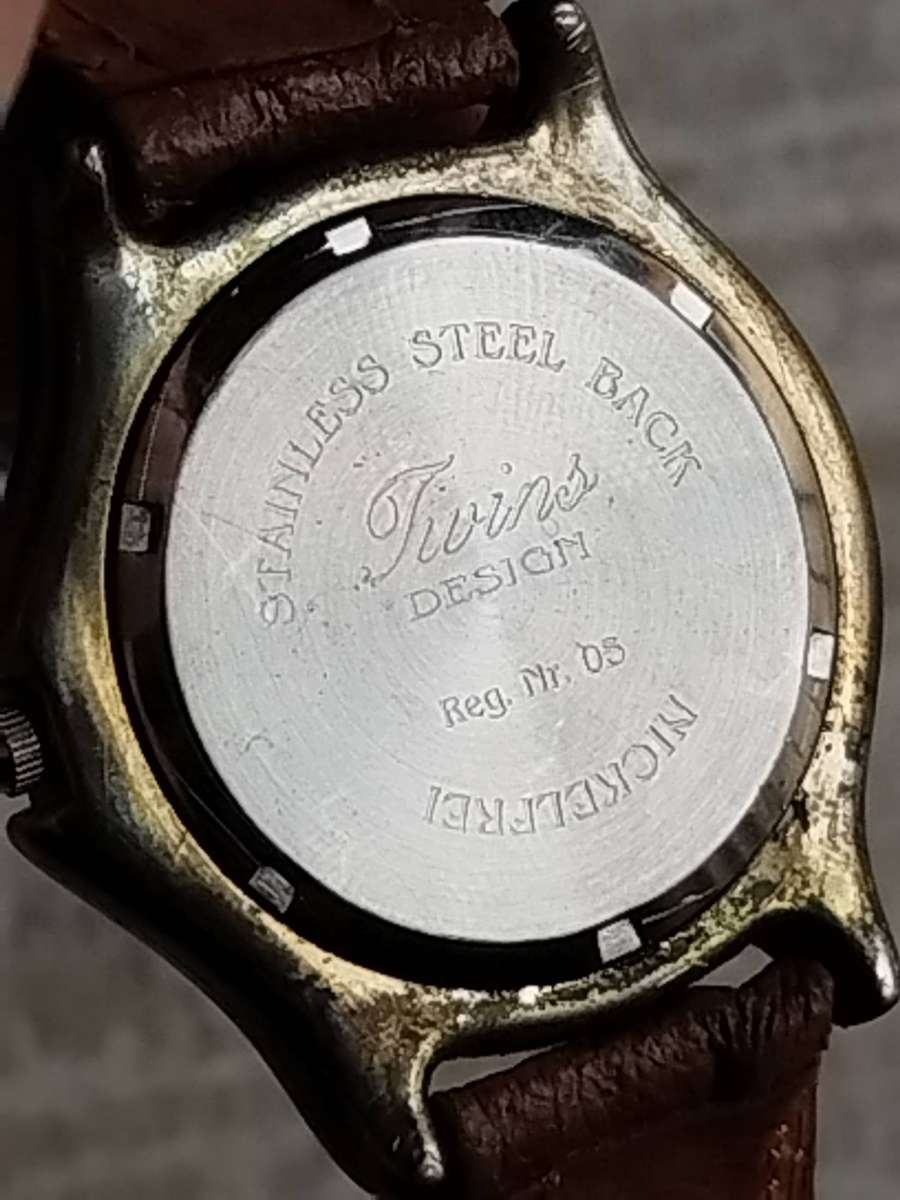 STAINLESS STEEL BACK
Twins
DESIGN
Reg. Nr. 05
NICKELFREI